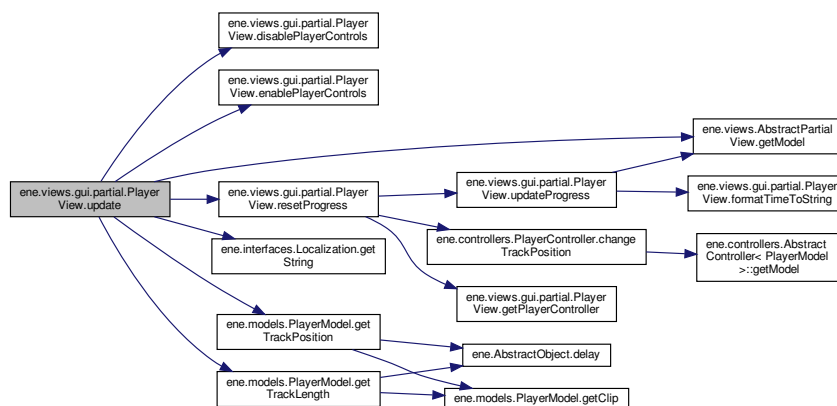 ene.views.gui.partial.Player
View.disablePlayerControls
ene.views.gui.partial.Player
View.enablePlayerControls
ene.views.AbstractPartial
View.getModel
ene.views.gui.partial.Player
View.update
ene.views.gui.partial.Player
View.resetProgress
ene.views.gui.partial.Player
View.updateProgress
ene.views.gui.partial.Player
View.formatTimeToString
ene.interfaces.Localization.get
String
ene.controllers.PlayerController.change
TrackPosition
ene.controllers.Abstract
Controller< PlayerModel
>::getModel
ene.views.gui.partial.Player
View.getPlayerController
ene.models.PlayerModel.get
TrackPosition
ene.AbstractObject.delay
ene.models.PlayerModel.get
TrackLength
ene.models.PlayerModel.getClip